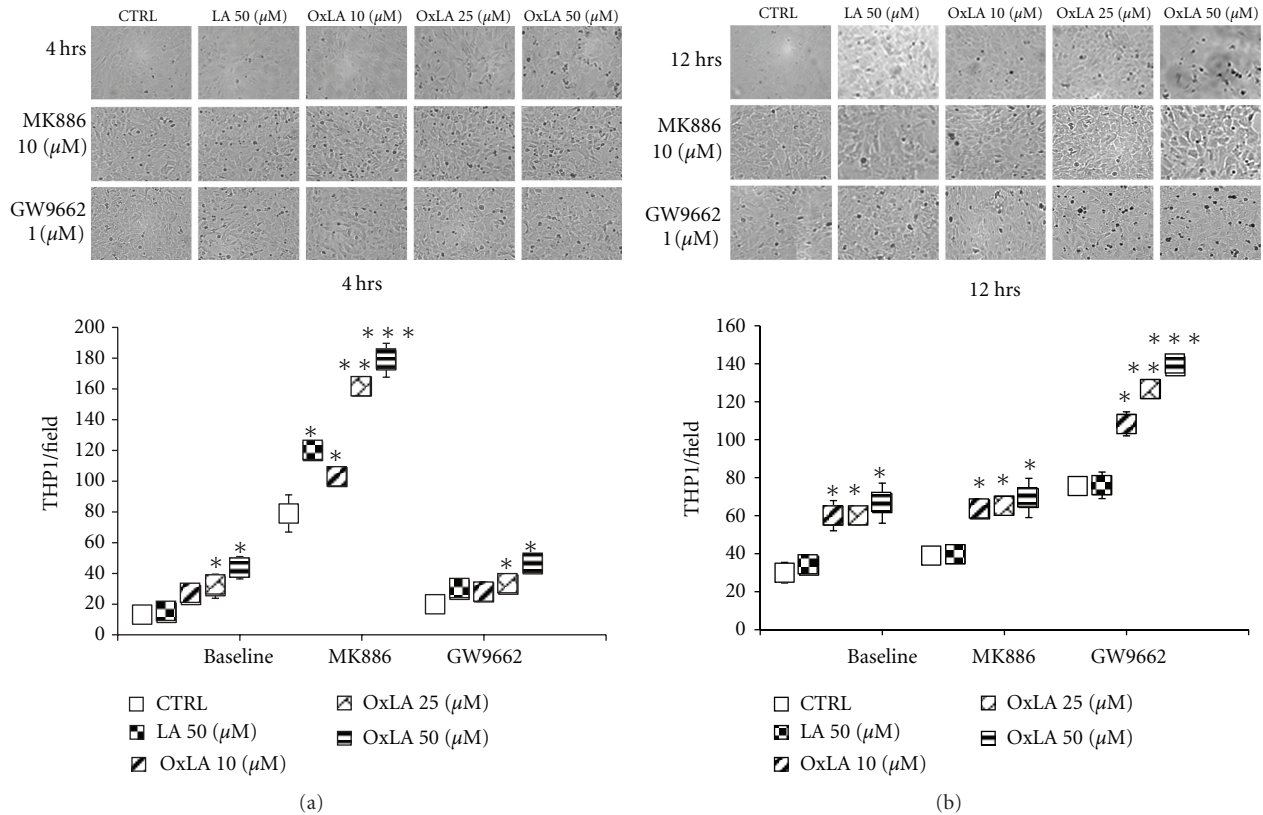 CTRL LA 50 (μM) OxLA 10 (μM) OxLA 25 (μM) OxLA 50 (μM)
4 hrs
MK886
10 (μM)
GW9662
1 (μM)
4 hrs
200
180
160
140
120
100
80
60
40
20
0
THP1/field
* * *
* *
*
*
* *
* *
Baseline MK886 GW9662
CTRL
LA 50 (μM)
OxLA 10 (μM)
OxLA 25 (μM)
OxLA 50 (μM)
(a)
CTRL LA 50 (μM) OxLA 10 (μM) OxLA 25 (μM) OxLA 50 (μM)
12 hrs
MK886
10 (μM)
GW9662
1 (μM)
12 hrs
160
140
120
100
80
60
40
20
0
THP1/field
* * *
* *
*
* * *
* * *
Baseline MK886 GW9662
CTRL
LA 50 (μM)
OxLA 10 (μM)
OxLA 25 (μM)
OxLA 50 (μM)
(b)